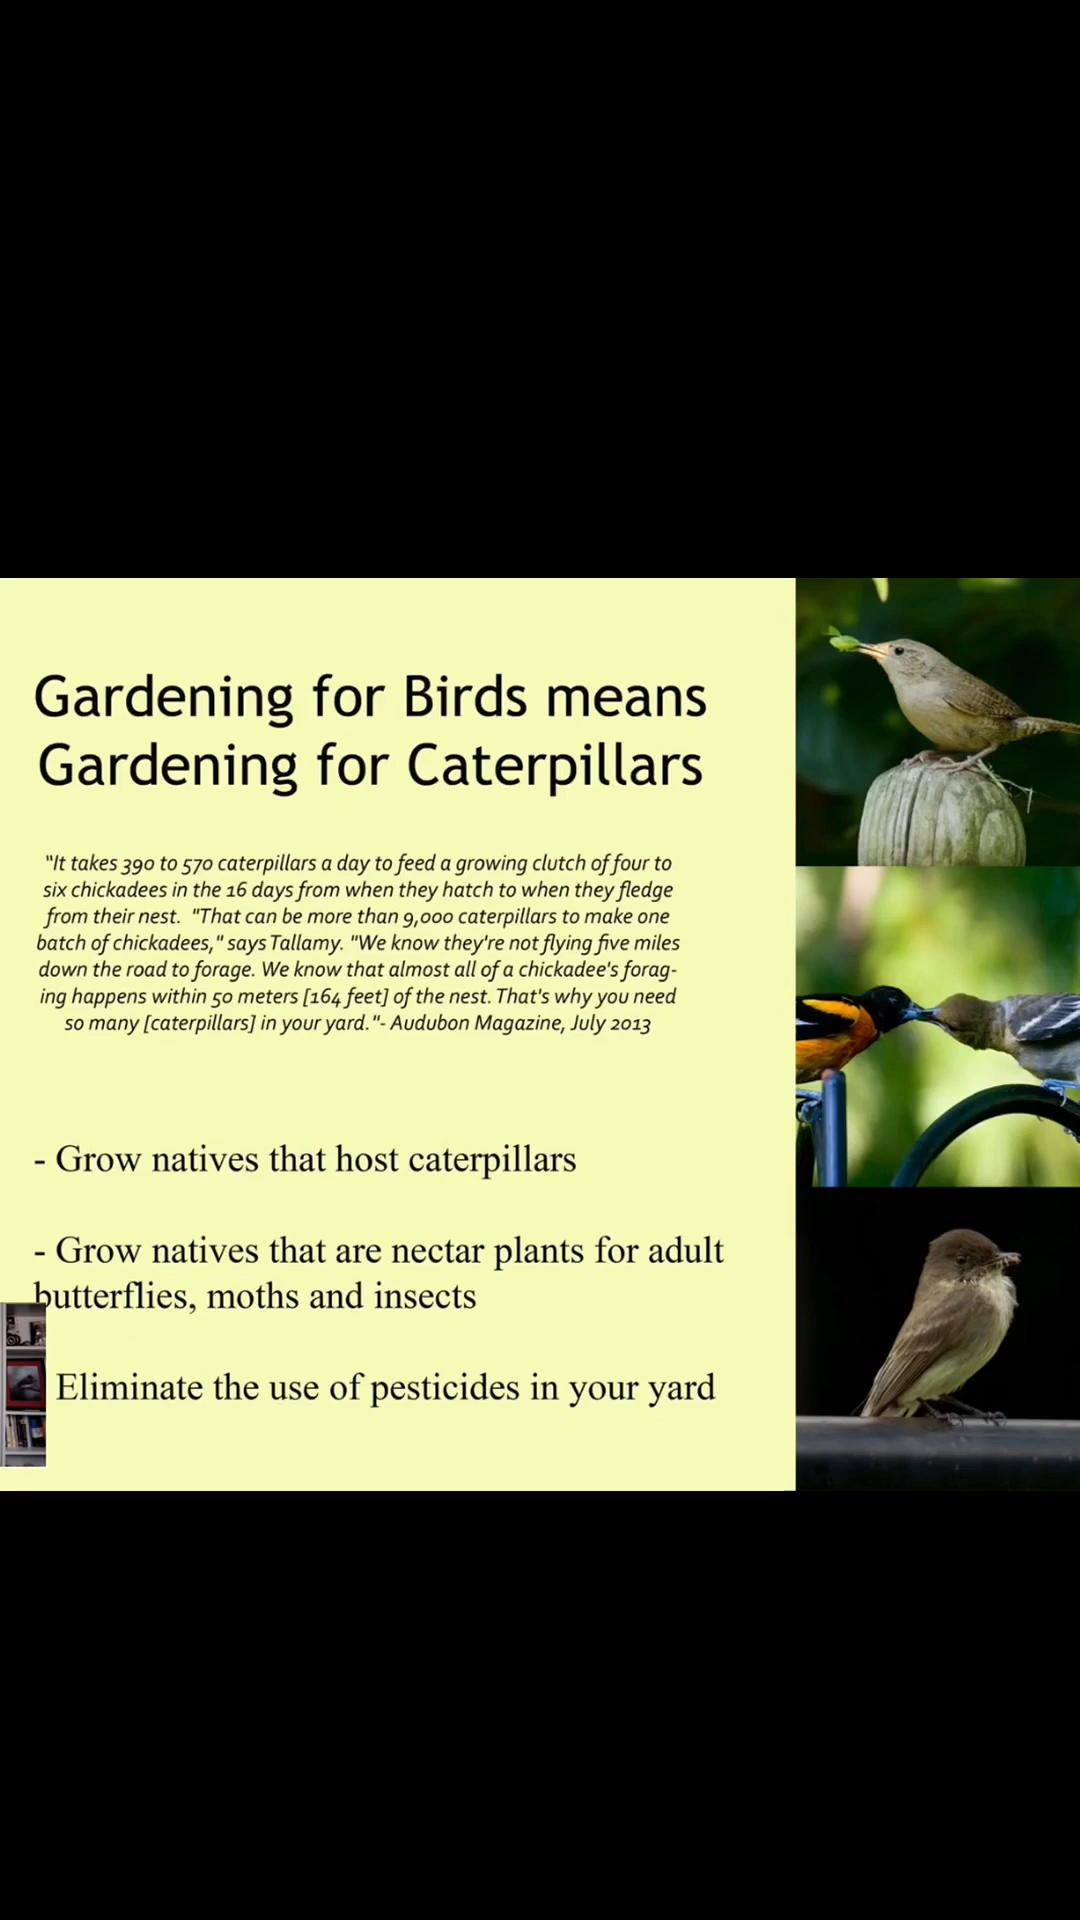 Gardening for Birds means
Gardening for Caterpillars
“It takes 390 to 570 caterpillars a day to feed a growing clutch of four to
six chickadees in the 16 days from when they hatch to when they fledge
from their nest. "That can be more than 9,000 caterpillars to make one
batch of chickadees," says Tallamy. "We know they're not flying five miles
down the road to forage. We know that almost all of a chickadee's forag-
ing happens within 50 meters [164 feet] of the nest. That's why you need
so many [caterpillars] in your yard."- Audubon Magazine, July 2013
- Grow natives that host caterpillars
- Grow natives that are nectar plants for adult
butterflies, moths and insects
Eliminate the use of pesticides in your yard